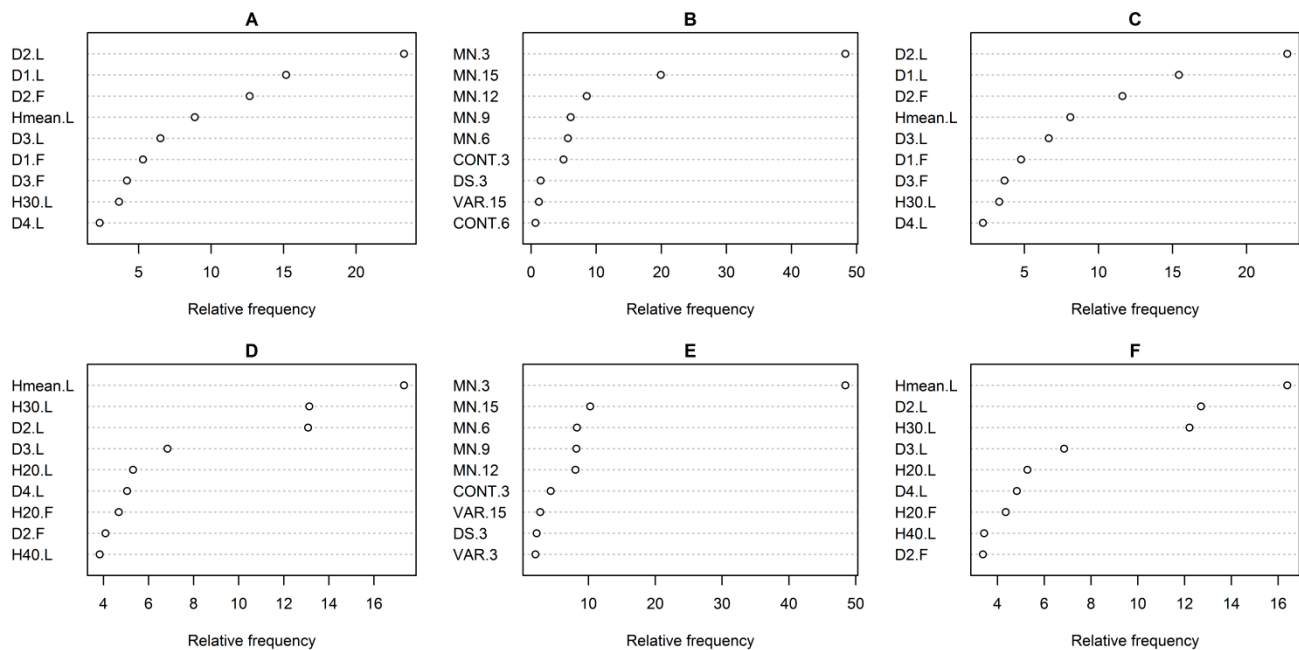 A
D2.L
D1.L
D2.F
Hmean.L
D3.L
D1.F
D3.F
H30.L
D4.L
5 10 15 20
Relative frequency
B
MN.3
MN.15
MN.12
MN.9
MN.6
CONT.3
DS.3
VAR.15
CONT.6
0 10 20 30 40 50
Relative frequency
C
D2.L
D1.L
D2.F
Hmean.L
D3.L
D1.F
D3.F
H30.L
D4.L
5 10 15 20
Relative frequency
D
Hmean.L
H30.L
D2.L
D3.L
H20.L
D4.L
H20.F
D2.F
H40.L
4 6 8 10 12 14 16
Relative frequency
E
MN.3
MN.15
MN.6
MN.9
MN.12
CONT.3
VAR.15
DS.3
VAR.3
10 20 30 40 50
Relative frequency
F
Hmean.L
D2.L
H30.L
D3.L
H20.L
D4.L
H20.F
H40.L
D2.F
4 6 8 10 12 14 16
Relative frequency